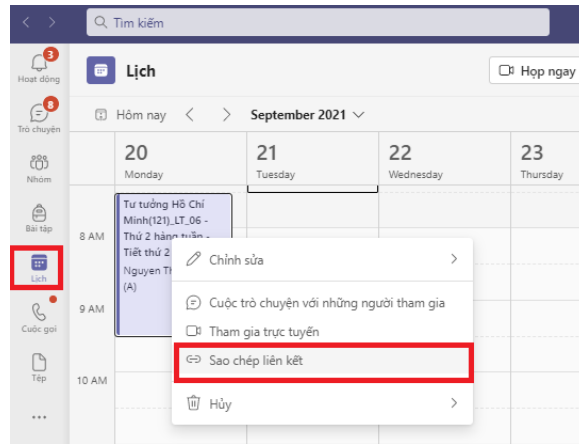 Tìm kiếm
3
Hoạt động
Lịch
Họp ngay
8
Trò chuyện
Hôm nay
September 2021
Nhóm
20
Monday
21
Tuesday
22
Wednesday
23
Thursday
Bài tập
Tư tưởng Hồ Chí
Minh(121)_LT_06 -
Thứ 2 hàng tuần -
Tiết thứ 2
Nguyen Th
(A)
8 AM
Lịch
Chỉnh sửa
Cuộc trò chuyện với những người tham gia
Tham gia trực tuyến
Sao chép liên kết
Hủy
9 AM
Cuộc gọi
Tệp
10 AM